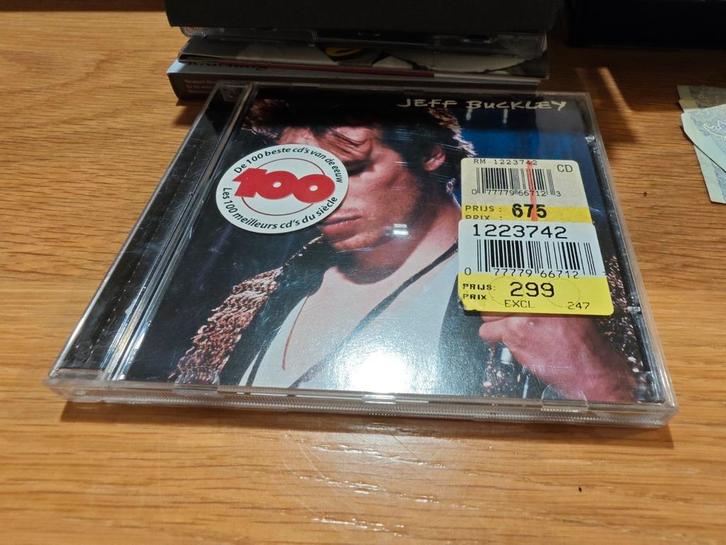 JEFF BUCKLEY
De 100 beste cd's van de eeuw
100
Les 100 meilleurs cd's du siècle
RM 1223742 CD
0 77779 66712 3
PRIJS : 675
PRIX
1223742
0 77779 66712
PRIJS: 299
PRIX
EXCL 247